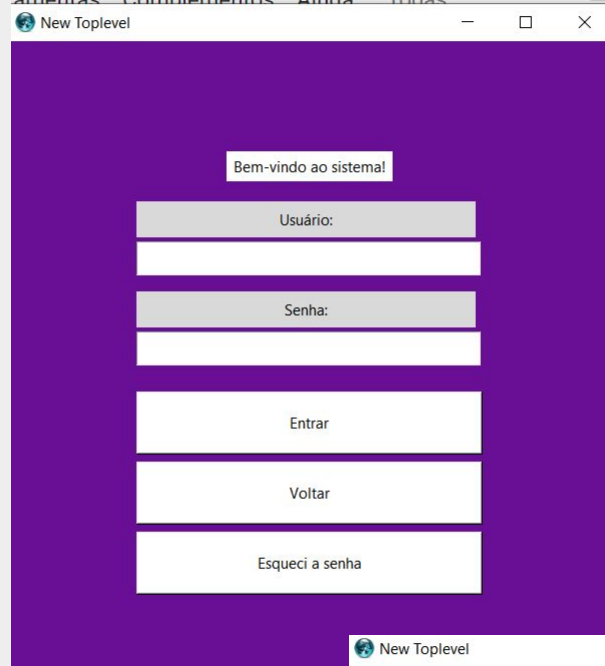 New Toplevel
Bem-vindo ao sistema!
Usuário:
Senha:
Entrar
Voltar
Esqueci a senha
New Toplevel